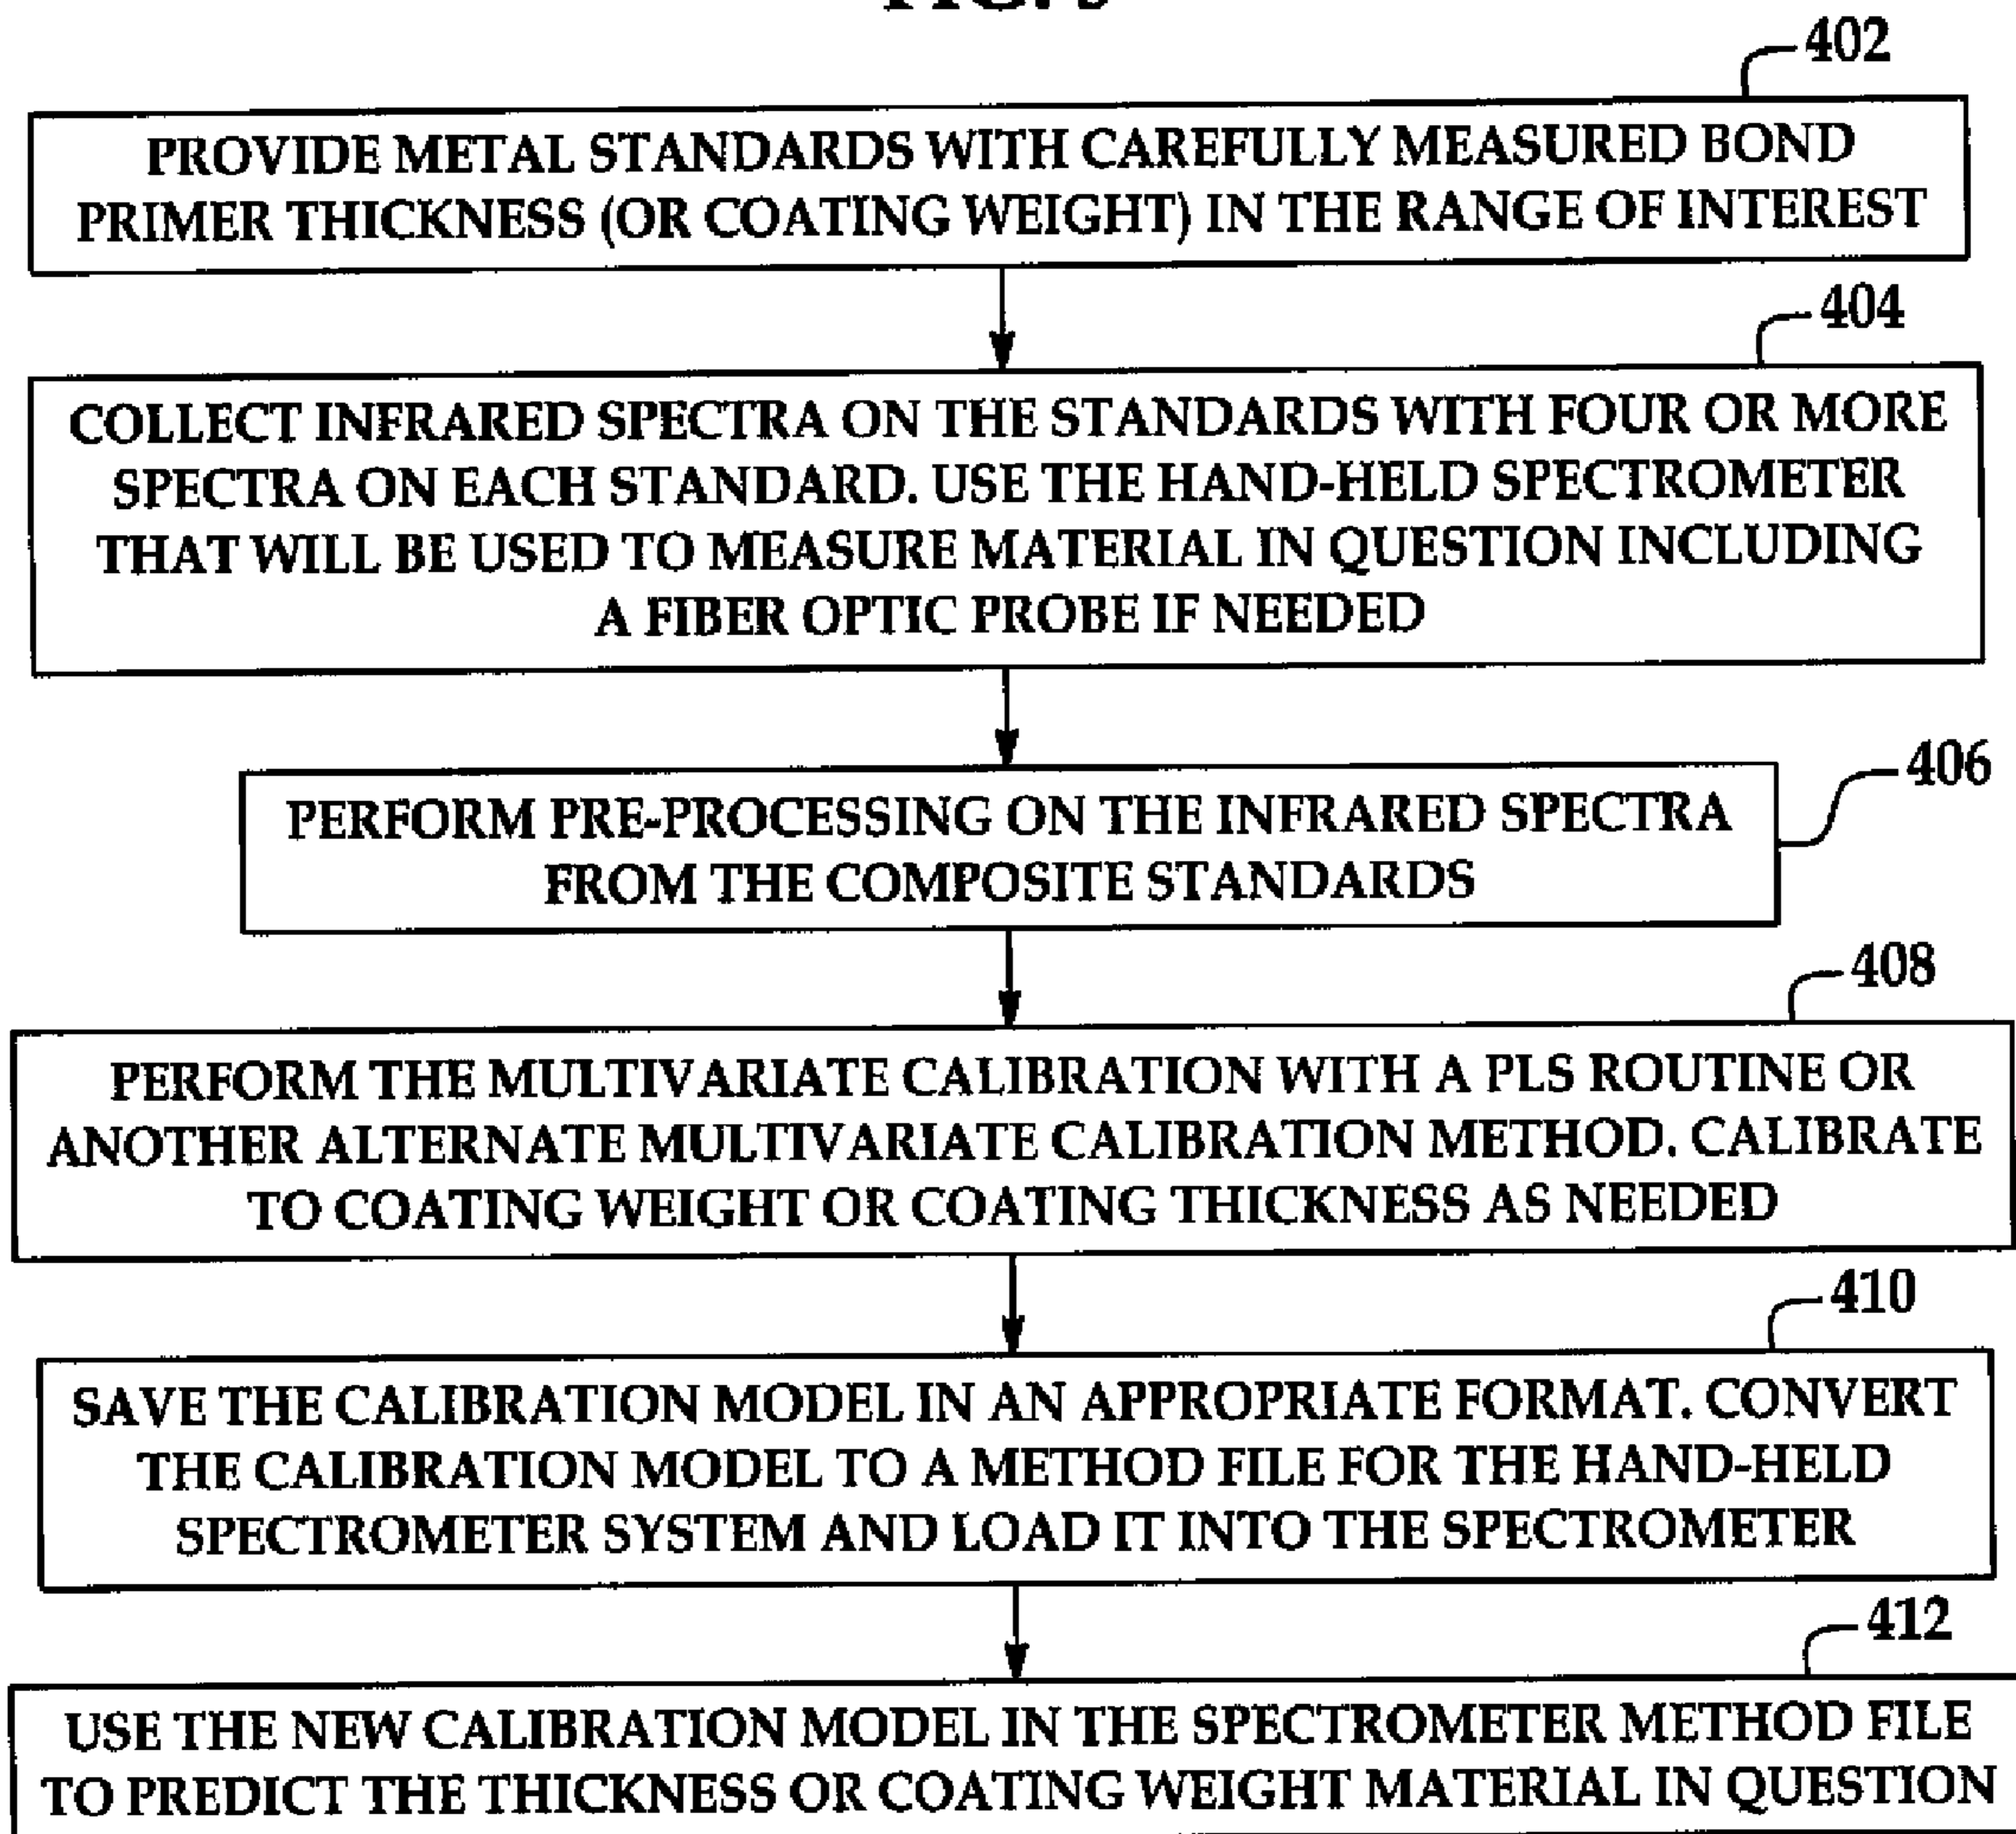 402
PROVIDE METAL STANDARDS WITH CAREFULLY MEASURED BOND
PRIMER THICKNESS (OR COATING WEIGHT) IN THE RANGE OF INTEREST
404
COLLECT INFRARED SPECTRA ON THE STANDARDS WITH FOUR OR MORE
SPECTRA ON EACH STANDARD. USE THE HAND-HELD SPECTROMETER
THAT WILL BE USED TO MEASURE MATERIAL IN QUESTION INCLUDING
A FIBER OPTIC PROBE IF NEEDED
406
PERFORM PRE-PROCESSING ON THE INFRARED SPECTRA
FROM THE COMPOSITE STANDARDS
408
PERFORM THE MULTIVARIATE CALIBRATION WITH A PLS ROUTINE OR
ANOTHER ALTERNATE MULTIVARIATE CALIBRATION METHOD. CALIBRATE
TO COATING WEIGHT OR COATING THICKNESS AS NEEDED
410
SAVE THE CALIBRATION MODEL IN AN APPROPRIATE FORMAT. CONVERT
THE CALIBRATION MODEL TO A METHOD FILE FOR THE HAND-HELD
SPECTROMETER SYSTEM AND LOAD IT INTO THE SPECTROMETER
412
USE THE NEW CALIBRATION MODEL IN THE SPECTROMETER METHOD FILE
TO PREDICT THE THICKNESS OR COATING WEIGHT MATERIAL IN QUESTION